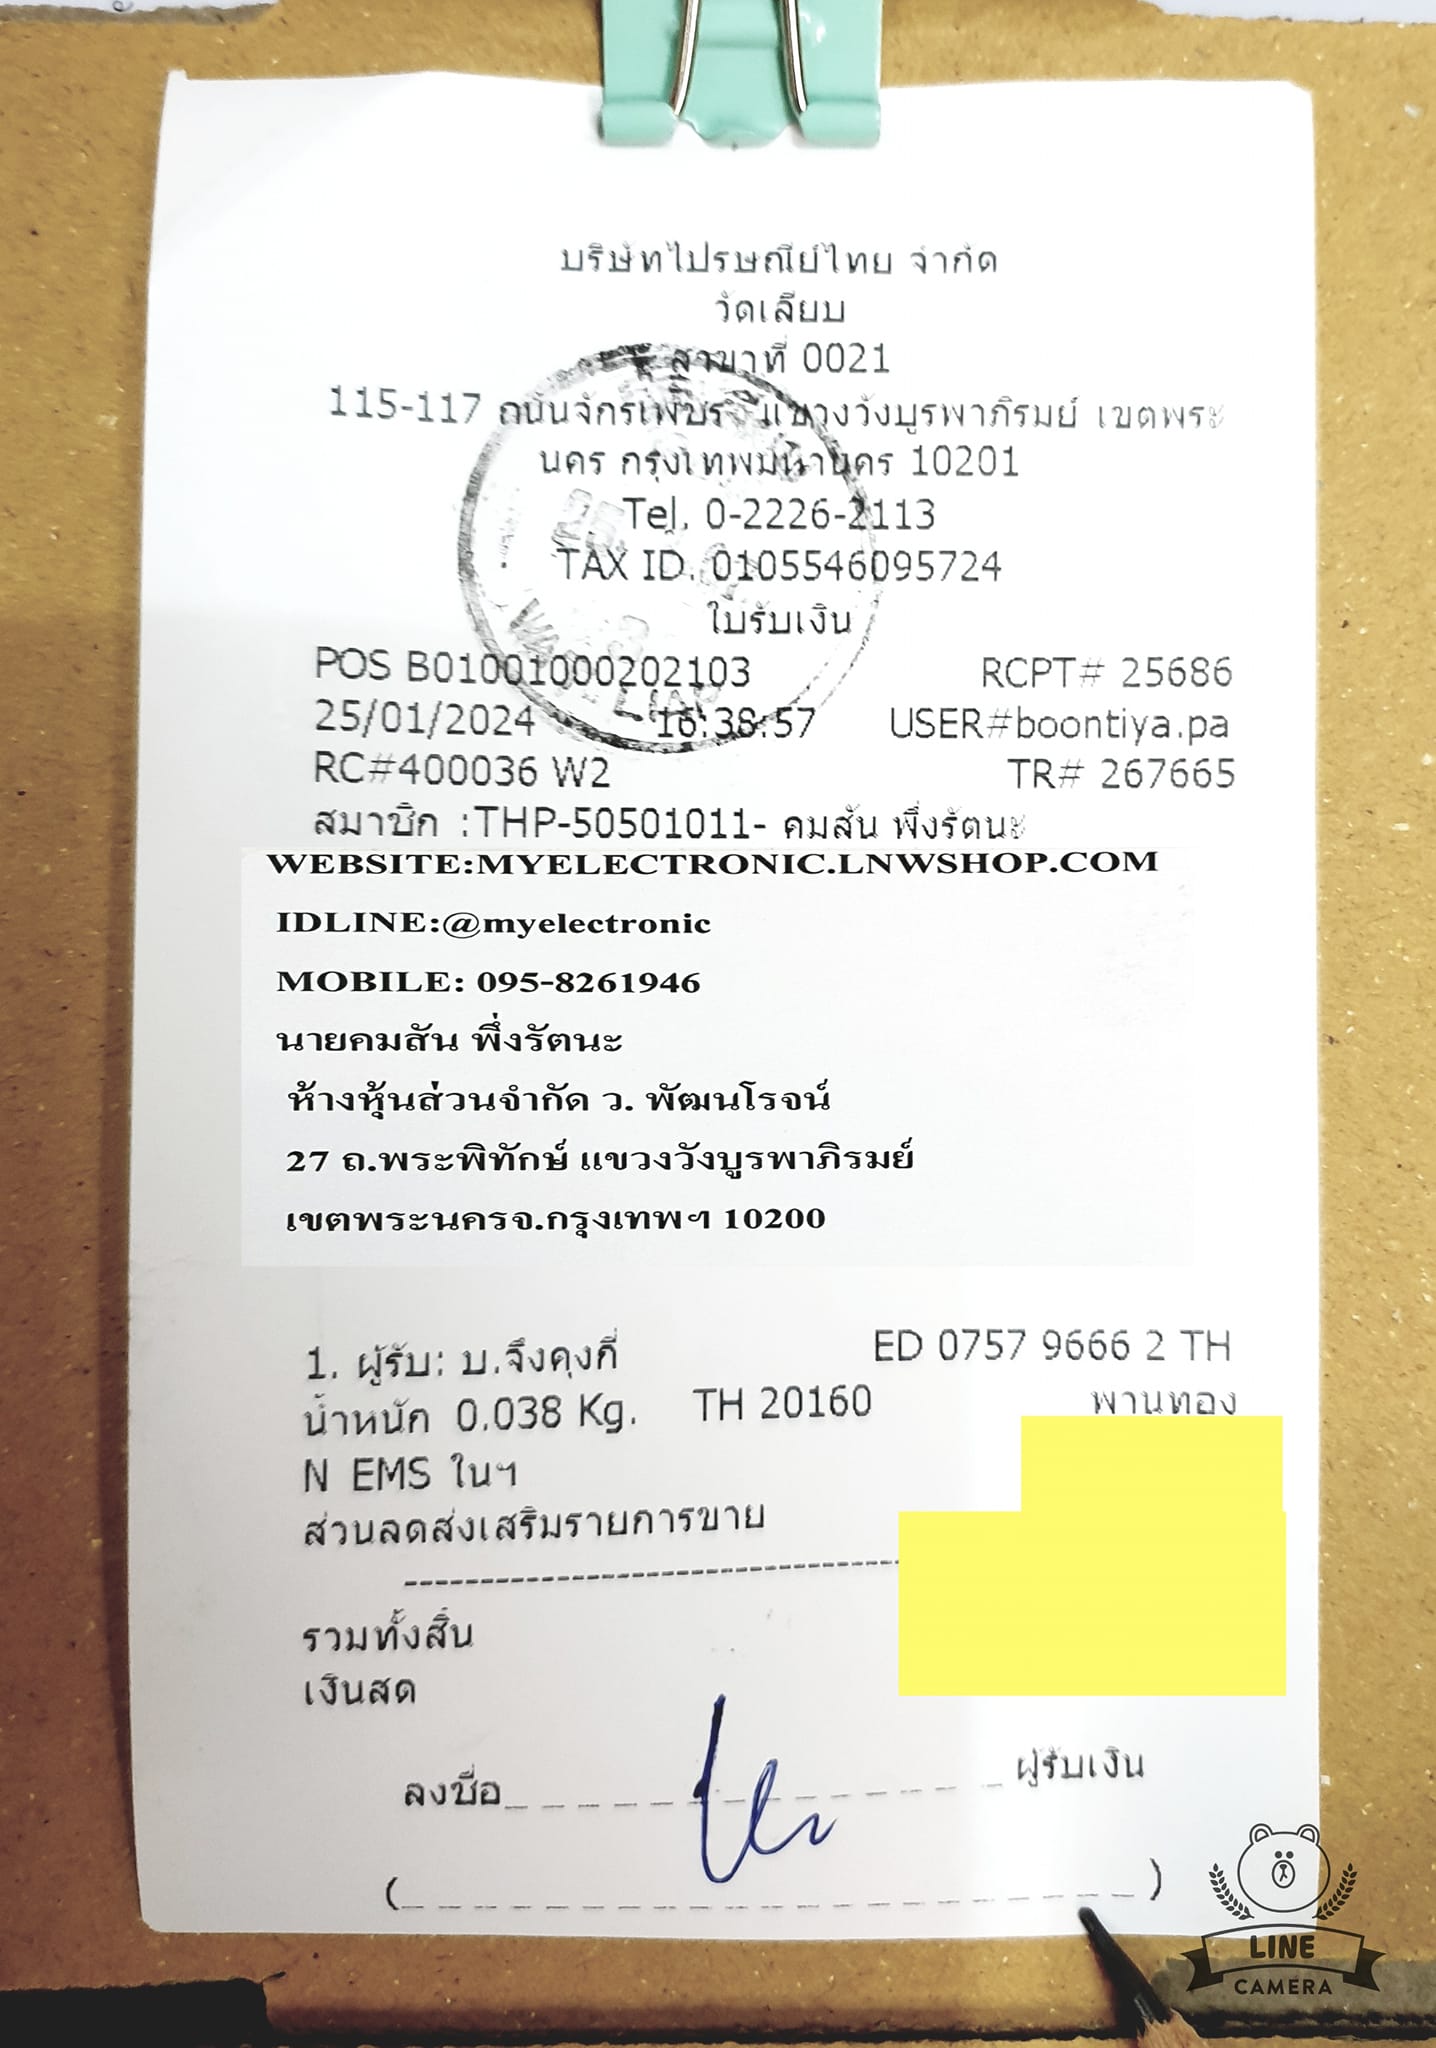 บริษัทไปรษณีย์ไทย จำกัด
วัดเลียบ
สาขาที่ 0021
115-117 ถนนจักรเพ็ชร แขวงวังบูรพาภิรมย์ เขตพระ
นคร กรุงเทพมหานคร 10201
Tel. 0-2226-2113
TAX ID. 0105546095724
ใบรับเงิน
POS B01001000202103 RCPT# 25686
25/01/2024 16:38:57 USER#boontiya.pa
RC#400036 W2 TR# 267665
สมาชิก :THP-50501011- คมสัน พึ่งรัตนะ
WEBSITE:MYELECTRONIC.LNWSHOP.COM
IDLINE:@myelectronic
MOBILE: 095-8261946
นายคมสัน พึ่งรัตนะ
ห้างหุ้นส่วนจำกัด ว. พัฒนโรจน์
27 ถ.พระพิทักษ์ แขวงวังบูรพาภิรมย์
เขตพระนครจ.กรุงเทพฯ 10200
1. ผู้รับ: บ.จึงคุงกี่ ED 0757 9666 2 TH
น้ำหนัก 0.038 Kg. TH 20160 พานทอง
N EMS ในฯ
ส่วนลดส่งเสริมรายการขาย
รวมทั้งสิ้น
เงินสด
ลงชื่อ_ _ _ _ _ _ _ _ _ _ _ _ _ _ ผู้รับเงิน
(_ _ _ _ _ _ _ _ _ _ _ _ _ _ _ _)
LINE
CAMERA